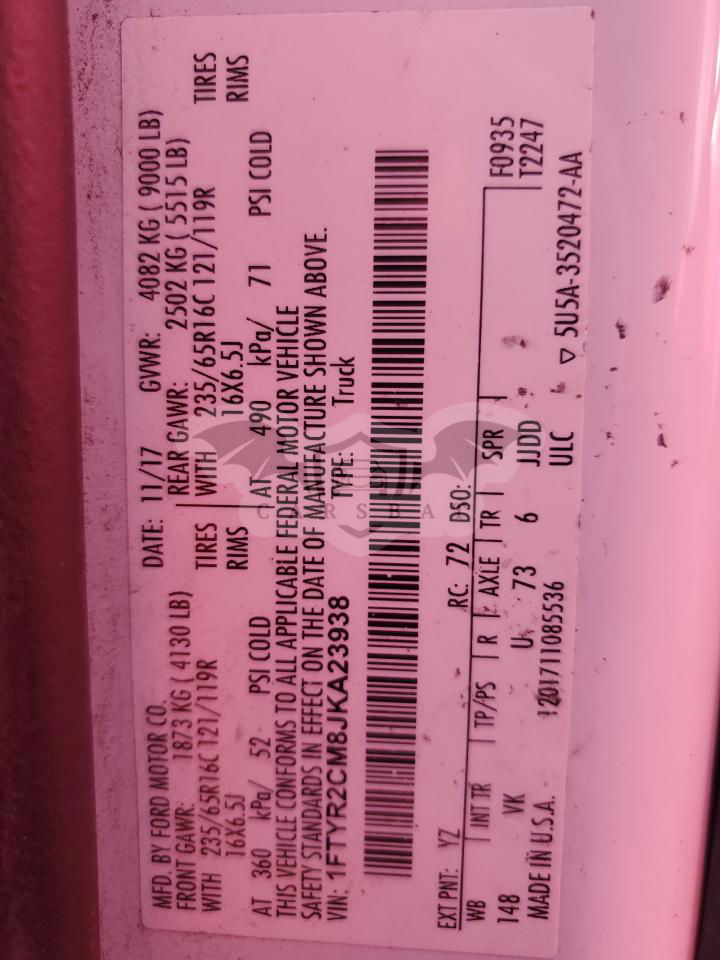 MFD. BY FORD MOTOR CO.
DATE: 11/17 GVWR: 4082 KG ( 9000 LB)
FRONT GAWR: 1873 KG ( 4130 LB)
REAR GAWR: 2502 KG ( 5515 LB)
WITH 235/65R16C 121/119R TIRES
WITH 235/65R16C 121/119R TIRES
16X6.5J RIMS
16X6.5J RIMS
AT 360 kPa/ 52 PSI COLD
AT 490 kPa/ 71 PSI COLD
THIS VEHICLE CONFORMS TO ALL APPLICABLE FEDERAL MOTOR VEHICLE
SAFETY STANDARDS IN EFFECT ON THE DATE OF MANUFACTURE SHOWN ABOVE.
VIN: 1FTYR2CM8JKA23938 TYPE: Truck
CARSBA
EXT PNT: YZ RC: 72 DSO: F0935
WB INT TR TP/PS R AXLE TR SPR T2247
148 VK U 73 6 JJDD
MADE IN U.S.A. 1201711085536 ULC ▽ 5U5A-3520472-AA